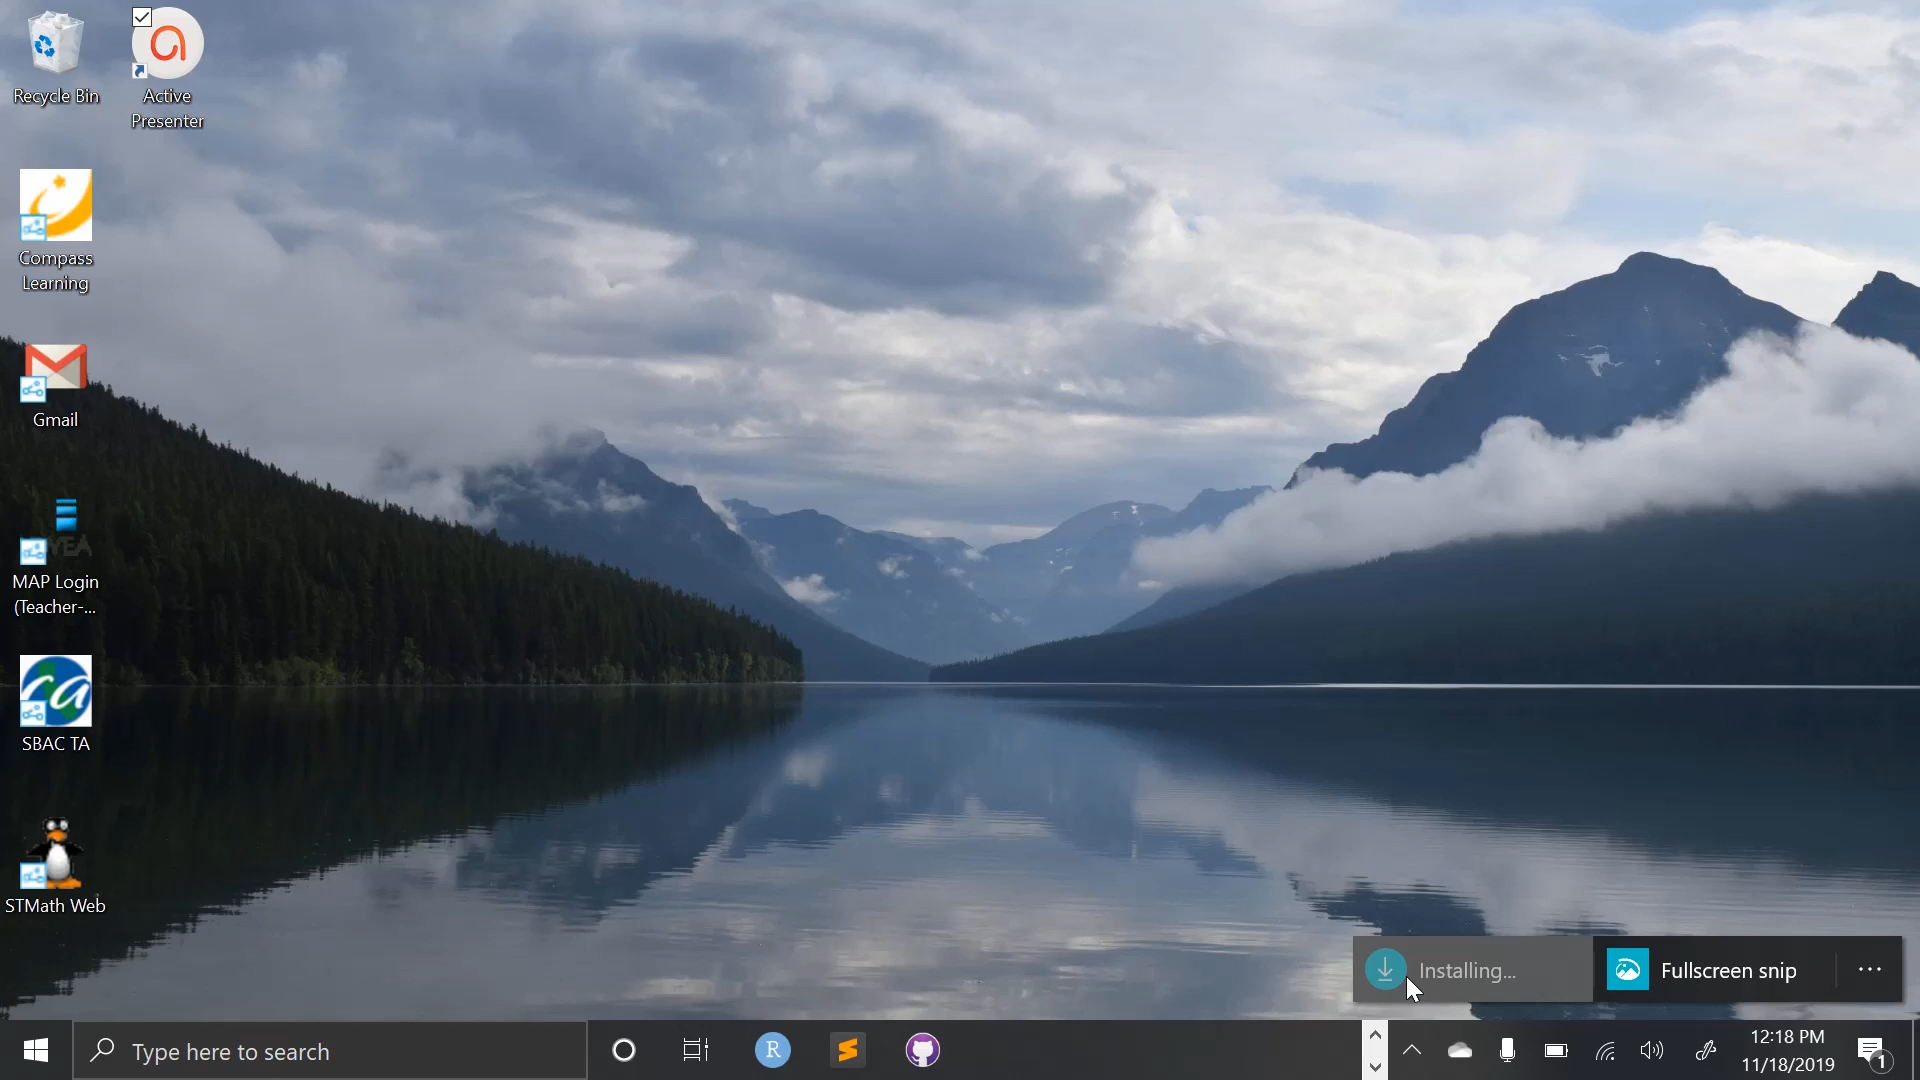 Recycle Bin
Active
Presenter
Compass
Learning
Gmail
MAP Login
(Teacher-...
SBAC TA
STMath Web
Installing...
Fullscreen snip
Type here to search
R
12:18 PM
11/18/2019
1